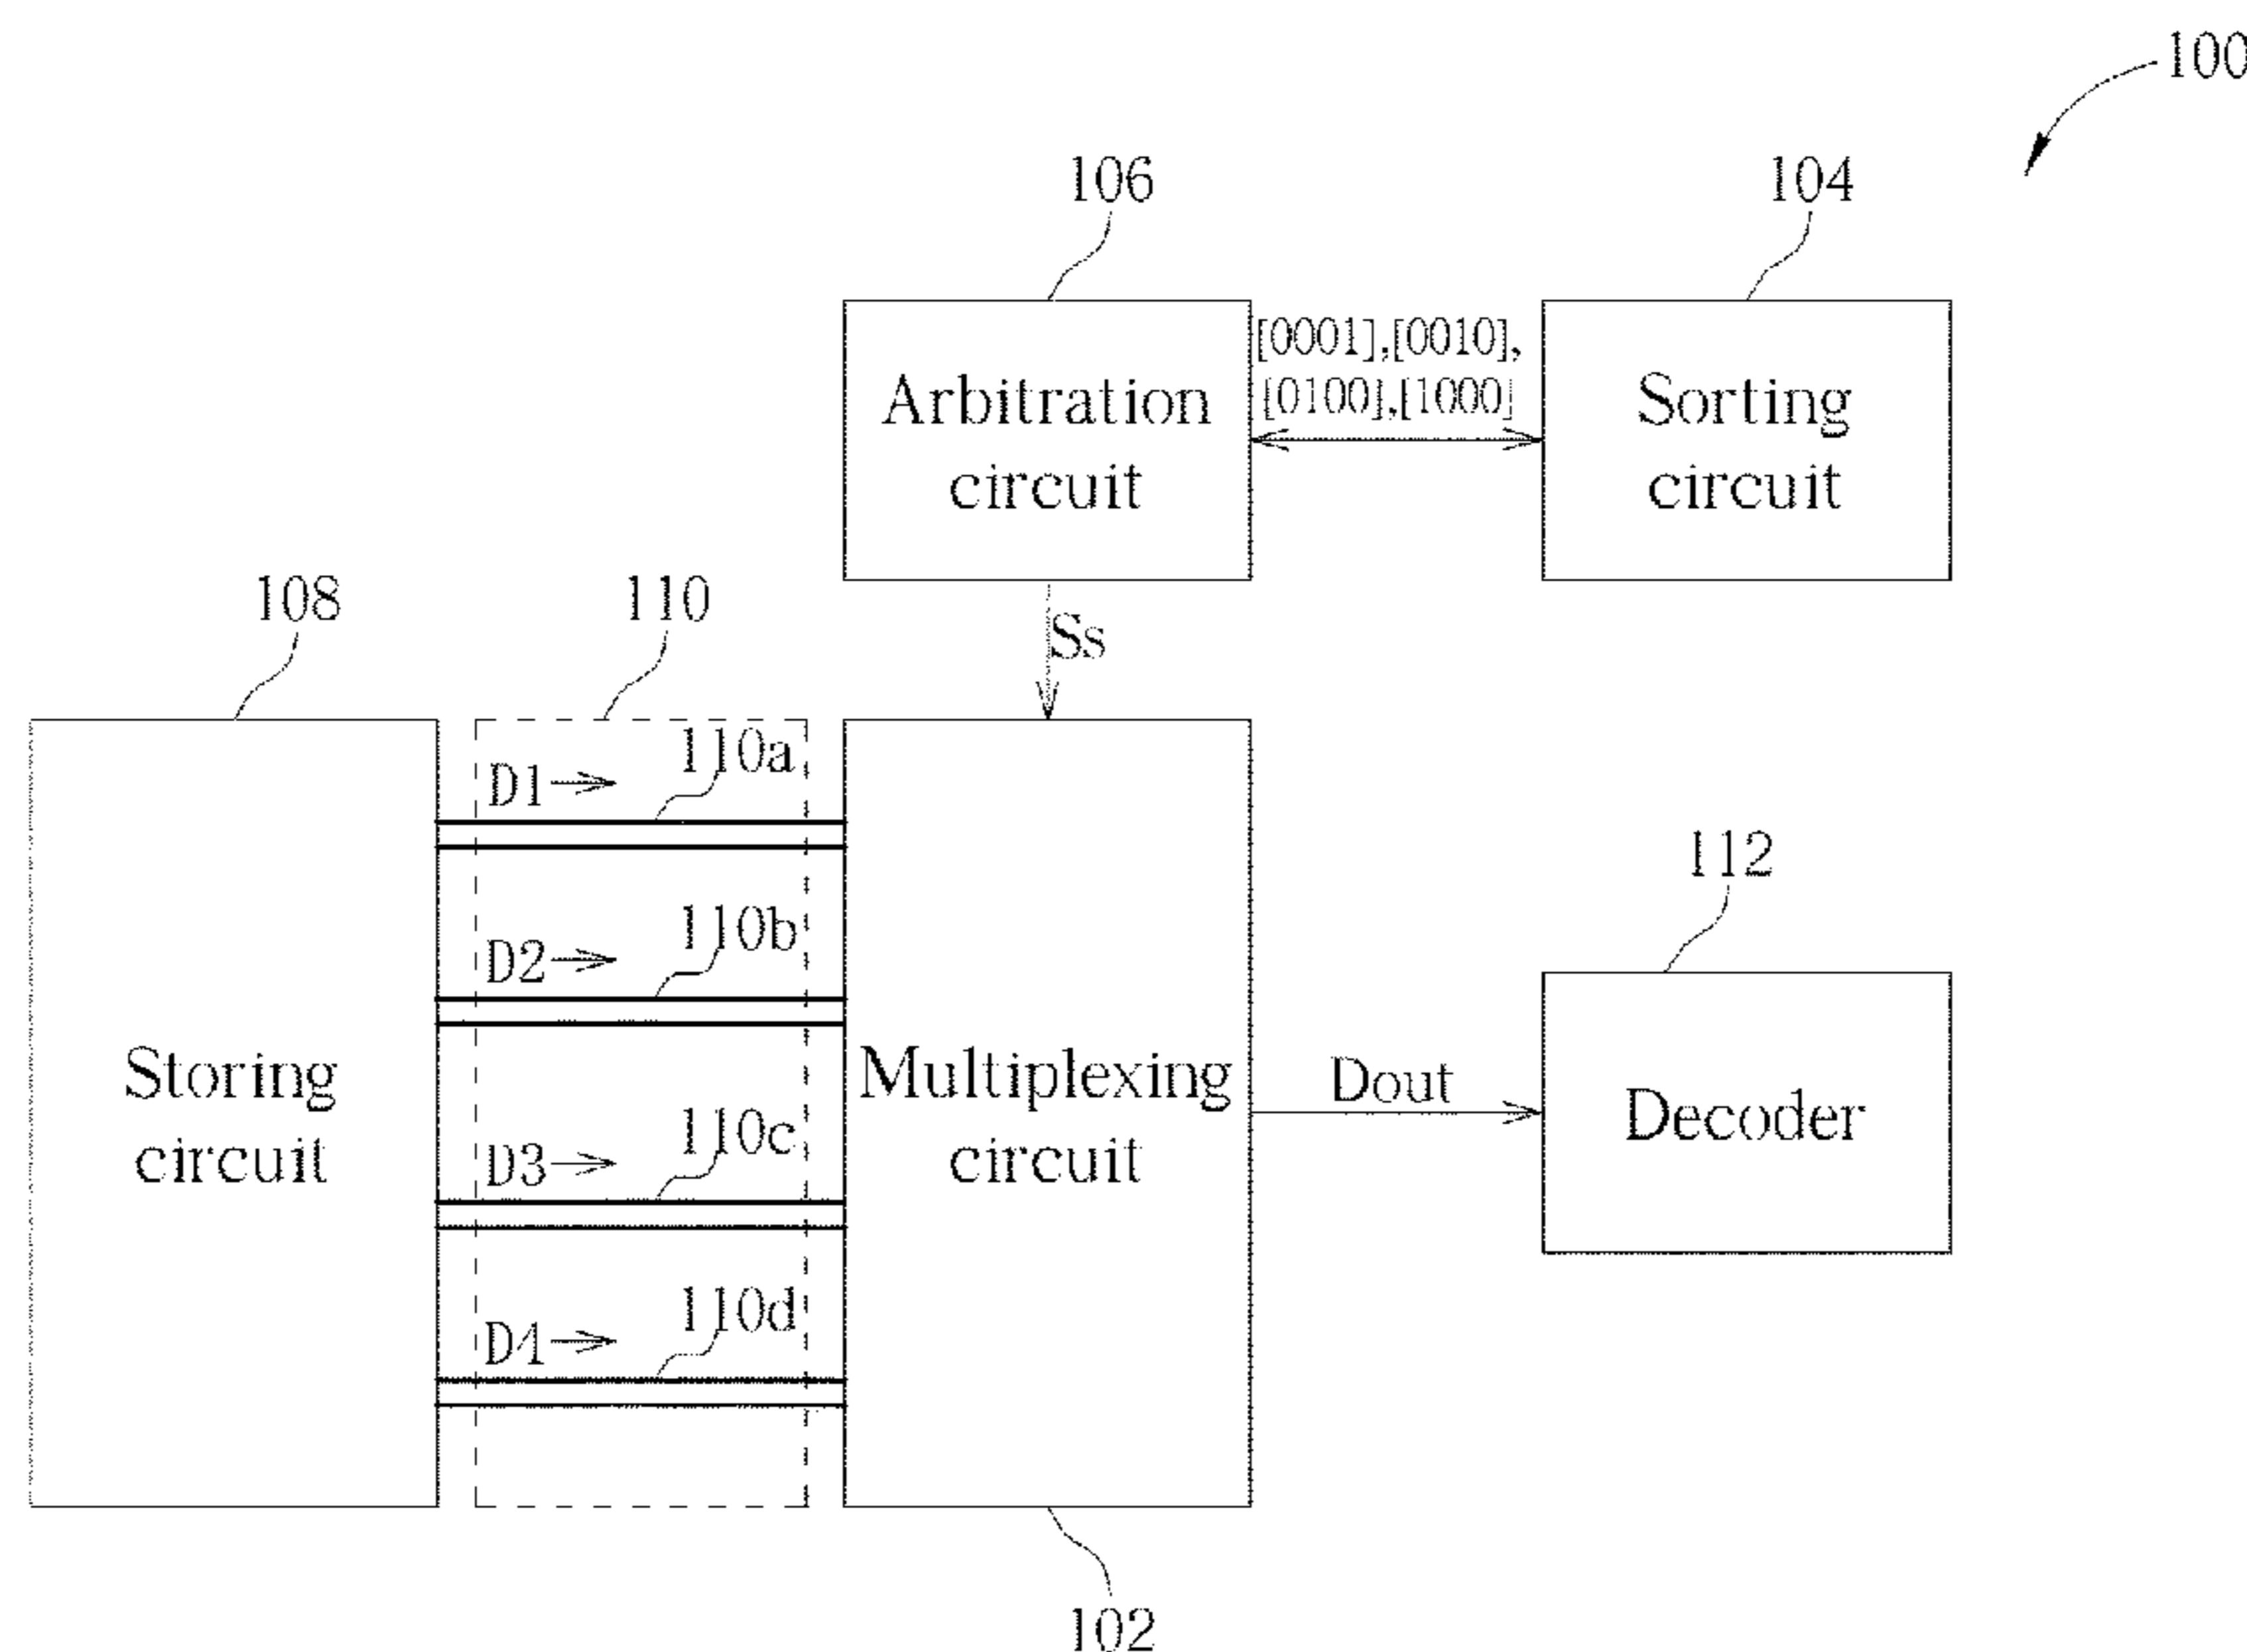 100
106
104
[0001],[0010],
[0100],[1000]
Arbitration
circuit
Sorting
circuit
108
110
Ss
110a
D1
112
110b
D2
Storing
circuit
Multiplexing
circuit
Dout
Decoder
110c
D3
110d
D4
102